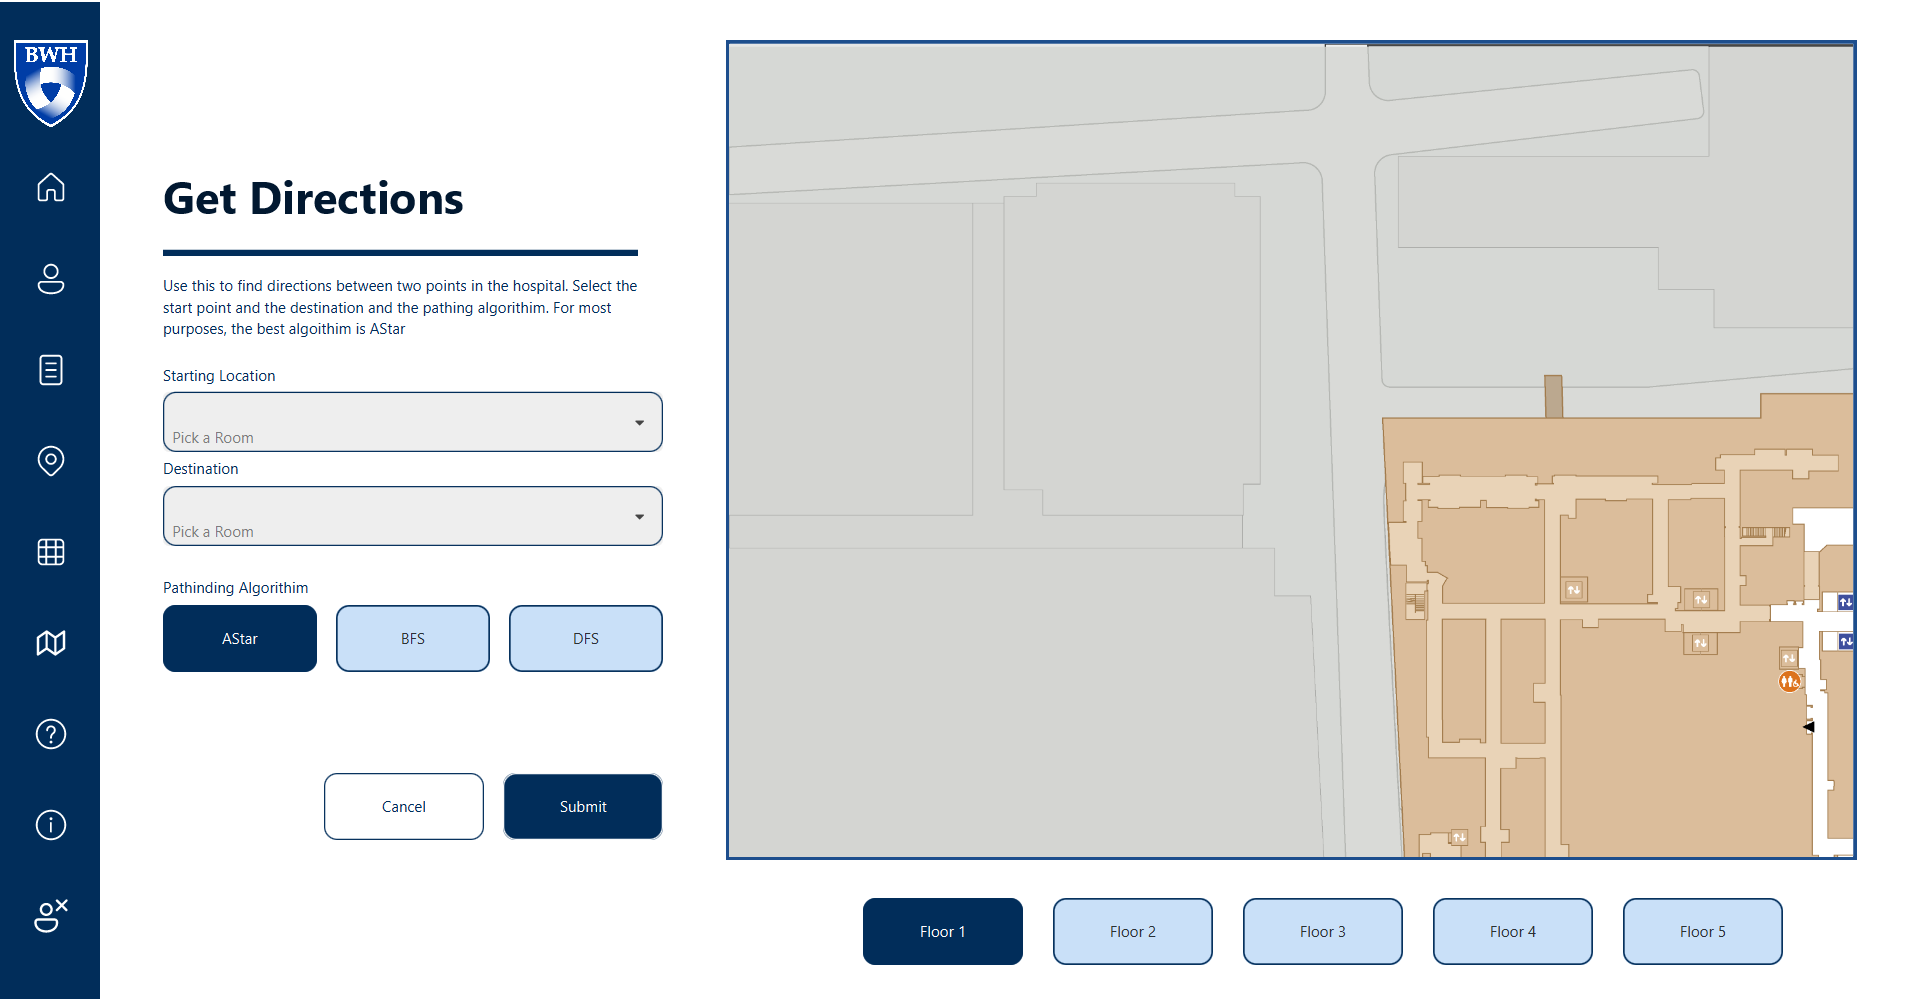 BWH
Get Directions
Use this to find directions between two points in the hospital. Select the
start point and the destination and the pathing algorithim. For most
purposes, the best algoithim is AStar
Starting Location
Pick a Room
Destination
Pick a Room
Pathinding Algorithim
AStar BFS DFS
Cancel Submit
Floor 1 Floor 2 Floor 3 Floor 4 Floor 5